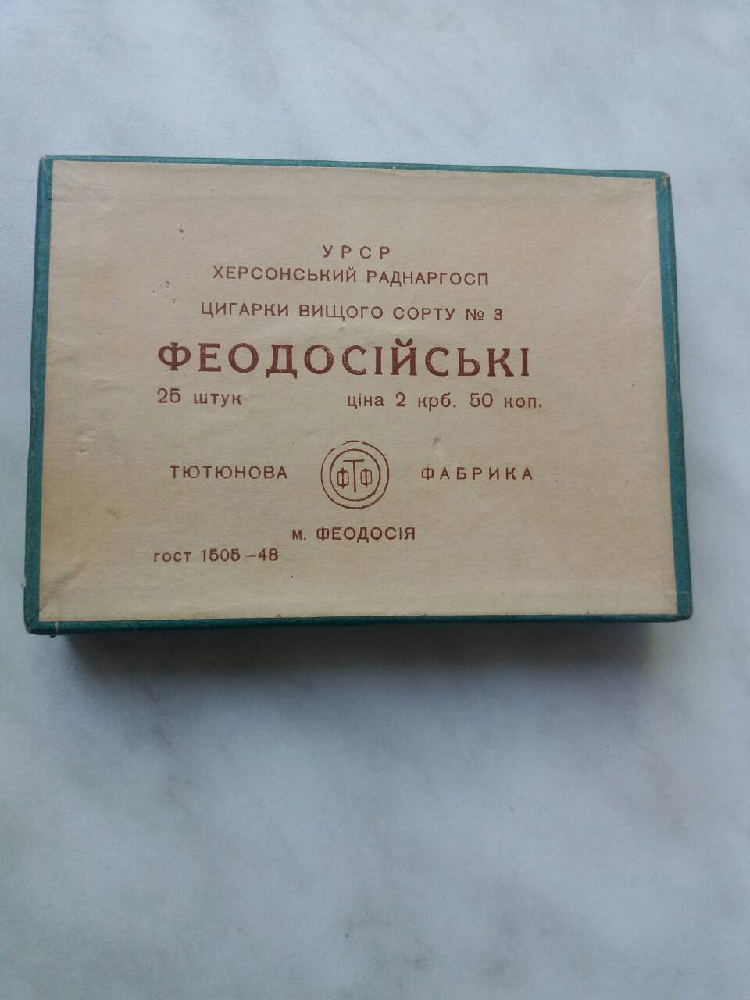 УРСР
ХЕРСОНСЬКИЙ РАДНАРГОСП
ЦИГАРКИ ВИЩОГО СОРТУ № 3
ФЕОДОСІЙСЬКІ
25 штук ціна 2 крб. 50 коп.
ТЮТЮНОВА ФТФ ФАБРИКА
м. ФЕОДОСІЯ
ГОСТ 1505-48